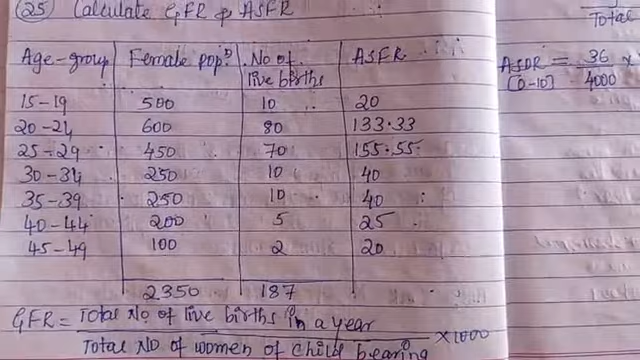 (25) Calculate GFR & ASFR
Age-group Female popⁿ. No of live births ASFR
15-19 500 10 20
20-24 600 80 133.33
25-29 450 70 155.55
30-34 250 10 40
35-39 250 10 40
40-44 200 5 25
45-49 100 2 20
2350 187
GFR = Total No of live births in a year
Total NO of women of child bearing × 1000
Total
ASDR = 36 ×
(0-10) 4000